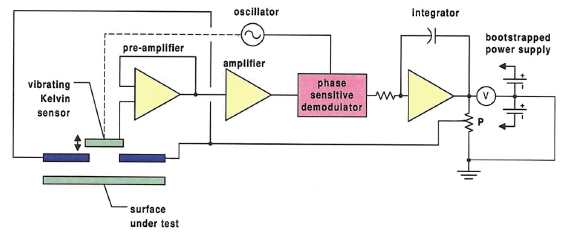 oscillator
integrator
pre-amplifier
amplifier
bootstrapped
power supply
vibrating
Kelvin
sensor
phase
sensitive
demodulator
V
P
+
+
surface
under test